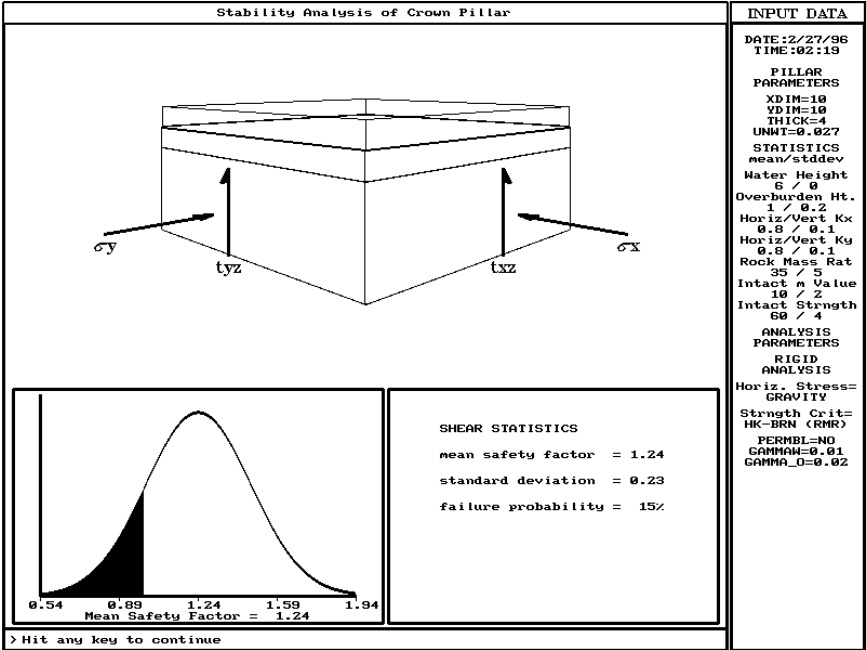 Stability Analysis of Crown Pillar
σy
tyz
txz
σx
0.54 0.89 1.24 1.59 1.94
Mean Safety Factor = 1.24
SHEAR STATISTICS
mean safety factor = 1.24
standard deviation = 0.23
failure probability = 15%
>Hit any key to continue
INPUT DATA
DATE:2/27/96
TIME:02:19
PILLAR
PARAMETERS
XDIM=10
YDIM=10
THICK=4
UNWT=0.027
STATISTICS
mean/stddev
Water Height
6 / 0
Overburden Ht.
1 / 0.2
Horiz/Vert Kx
0.8 / 0.1
Horiz/Vert Ky
0.8 / 0.1
Rock Mass Rat
35 / 5
Intact m Value
10 / 2
Intact Strngth
60 / 4
ANALYSIS
PARAMETERS
RIGID
ANALYSIS
Horiz. Stress=
GRAVITY
Strngth Crit=
HK-BRN (RMR)
PERMBL=NO
GAMMAW=0.01
GAMMA_O=0.02